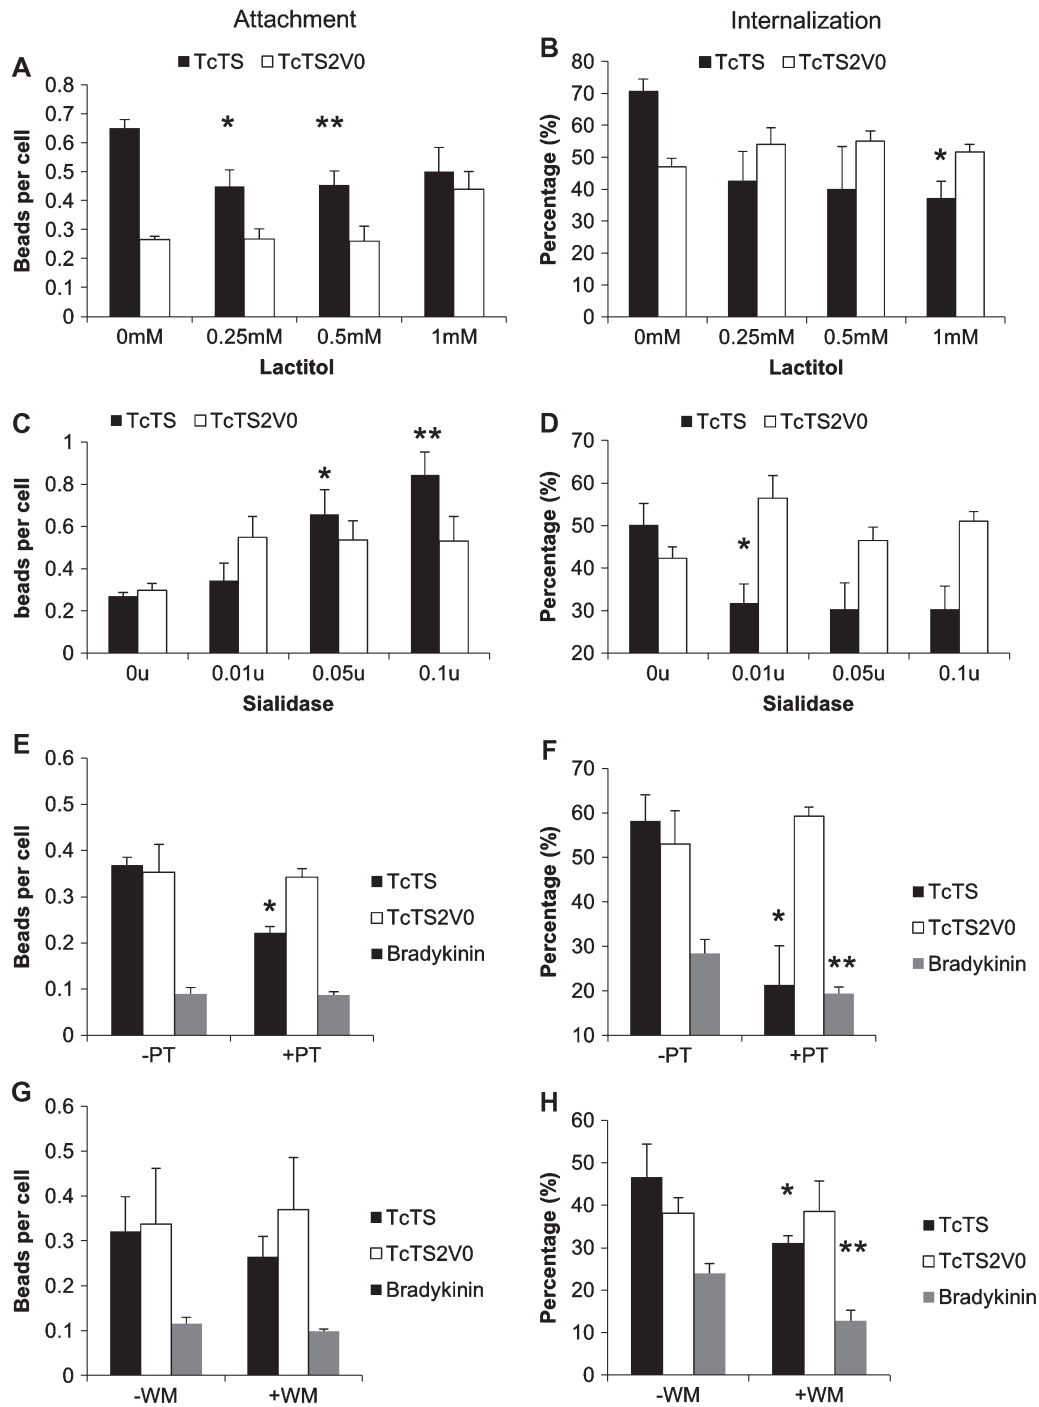 Attachment
Internalization
A
TcTS TcTS2V0
0.8
0.7
0.6
0.5
0.4
0.3
0.2
0.1
0
Beads per cell
* **
0mM 0.25mM 0.5mM 1mM
Lactitol
B
TcTS TcTS2V0
80
70
60
50
40
30
20
10
0
Percentage (%)
*
0mM 0.25mM 0.5mM 1mM
Lactitol
C
TcTS TcTS2V0
1
0.8
0.6
0.4
0.2
0
beads per cell
* **
0u 0.01u 0.05u 0.1u
Sialidase
D
TcTS TcTS2V0
70
60
50
40
30
20
Percentage (%)
*
0u 0.01u 0.05u 0.1u
Sialidase
E
0.6
0.5
0.4
0.3
0.2
0.1
0
Beads per cell
*
-PT +PT
TcTS
TcTS2V0
Bradykinin
F
70
60
50
40
30
20
10
Percentage (%)
* **
-PT +PT
TcTS
TcTS2V0
Bradykinin
G
0.6
0.5
0.4
0.3
0.2
0.1
0
Beads per cell
-WM +WM
TcTS
TcTS2V0
Bradykinin
H
60
50
40
30
20
10
0
Percentage (%)
* **
-WM +WM
TcTS
TcTS2V0
Bradykinin